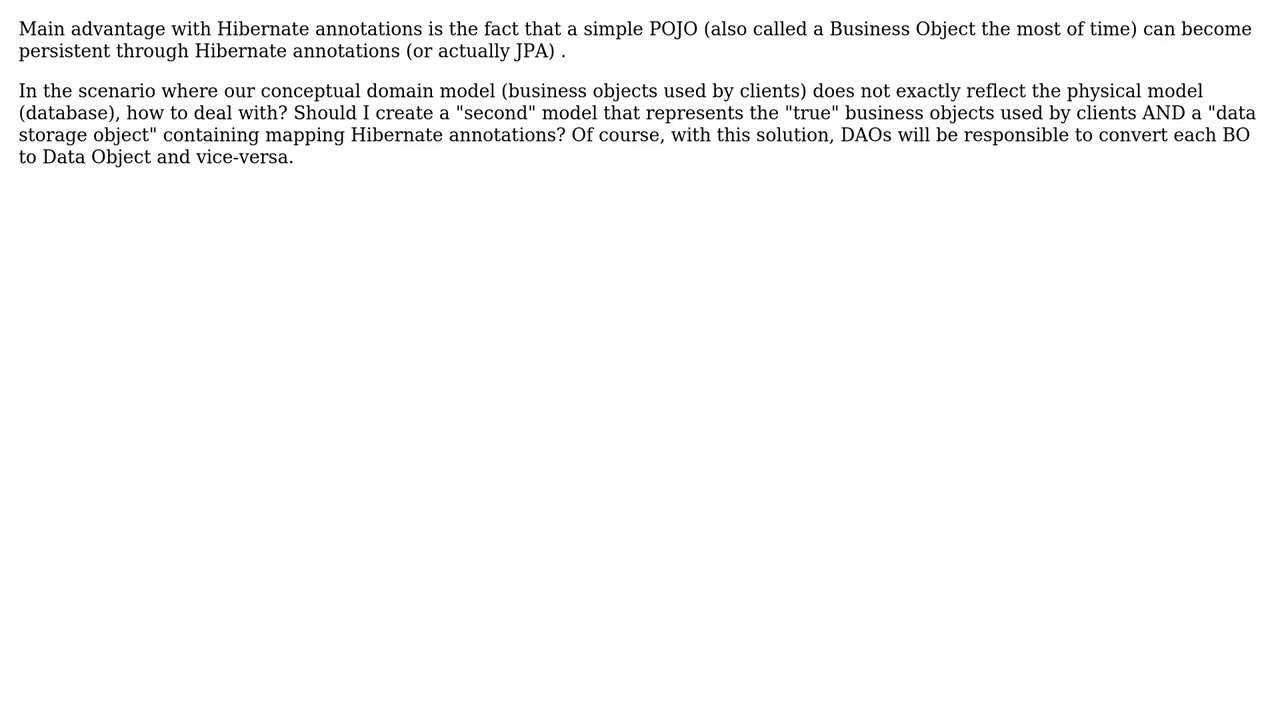 Main advantage with Hibernate annotations is the fact that a simple POJO (also called a Business Object the most of time) can become
persistent through Hibernate annotations (or actually JPA) .
In the scenario where our conceptual domain model (business objects used by clients) does not exactly reflect the physical model
(database), how to deal with? Should I create a "second" model that represents the "true" business objects used by clients AND a "data
storage object" containing mapping Hibernate annotations? Of course, with this solution, DAOs will be responsible to convert each BO
to Data Object and vice-versa.